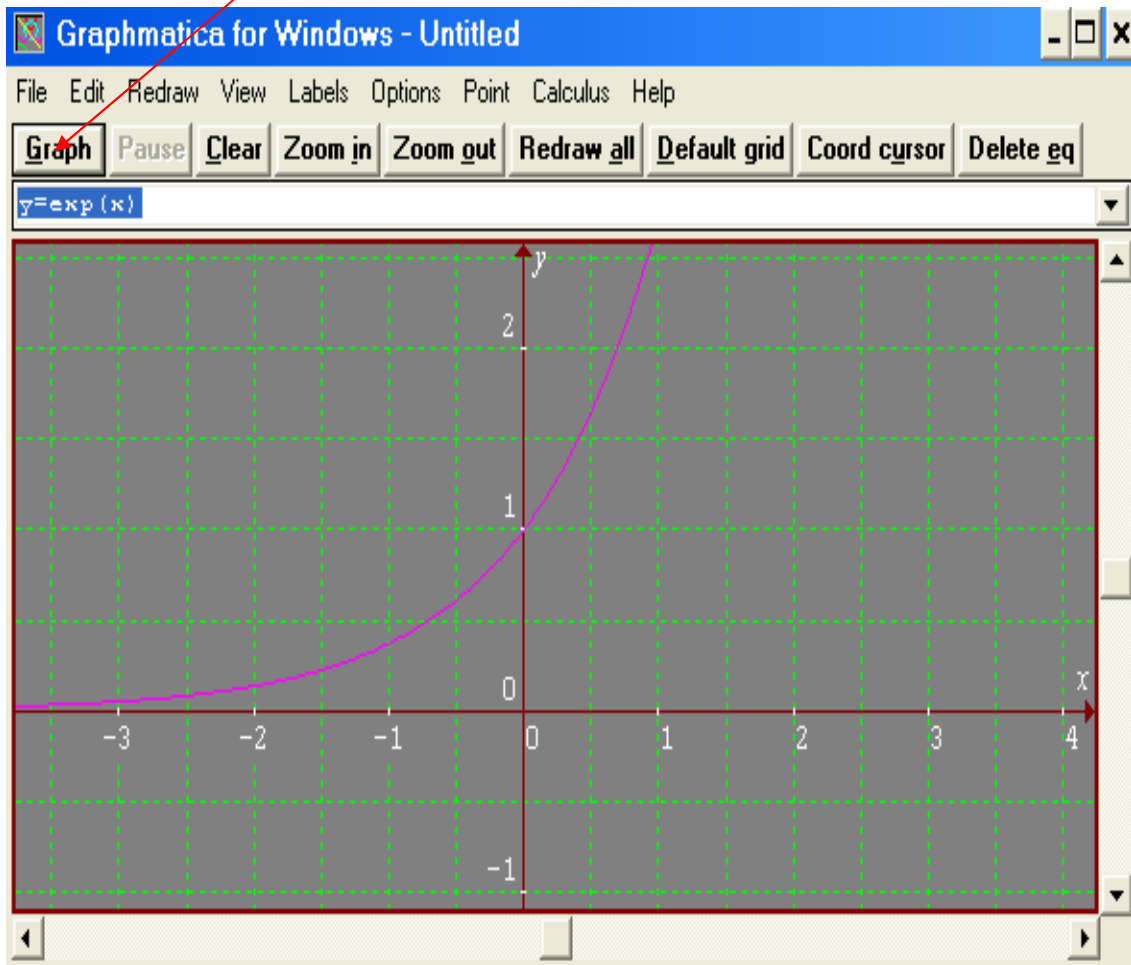 Graphmatica for Windows - Untitled
File Edit Redraw View Labels Options Point Calculus Help
Graph Pause Clear Zoom in Zoom out Redraw all Default grid Coord cursor Delete eq
y=exp(x)
y
2
1
0
x
-3 -2 -1 0 1 2 3 4
-1